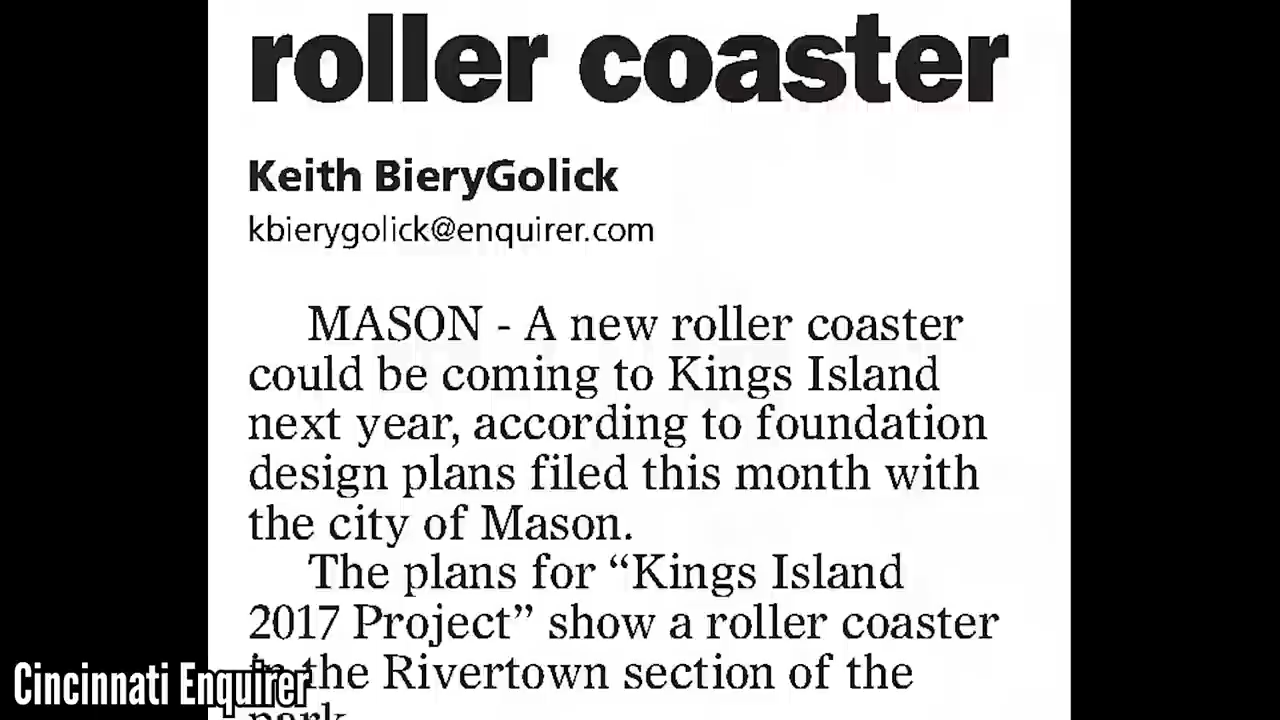 roller coaster
Keith BieryGolick
kbierygolick@enquirer.com
MASON - A new roller coaster
could be coming to Kings Island
next year, according to foundation
design plans filed this month with
the city of Mason.
The plans for “Kings Island
2017 Project” show a roller coaster
in the Rivertown section of the
park.
Cincinnati Enquirer